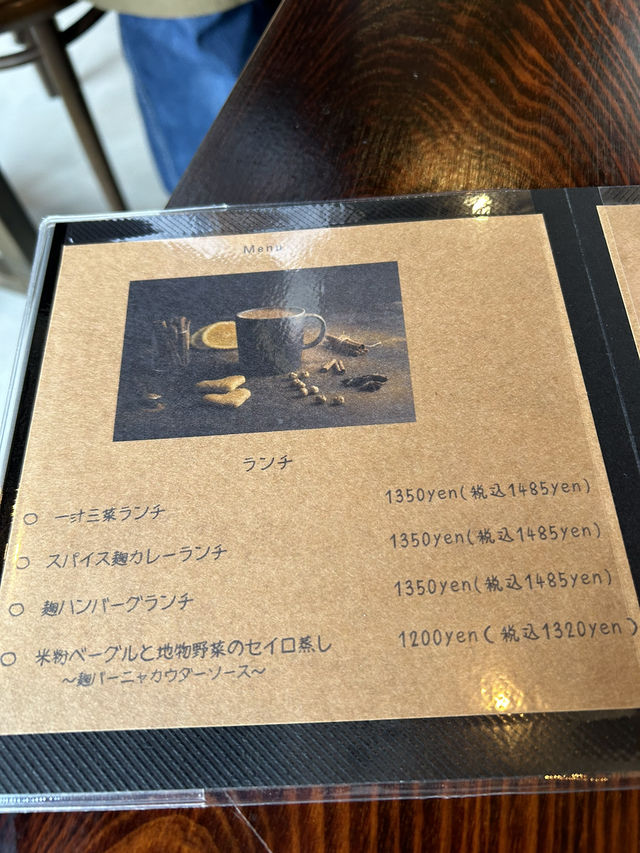 Menu
ランチ
○ 一汁三菜ランチ 1350yen(税込1485yen)
○ スパイス麹カレーランチ 1350yen(税込1485yen)
○ 麹ハンバーグランチ 1350yen(税込1485yen)
○ 米粉ベーグルと地物野菜のセイロ蒸し 1200yen(税込1320yen)
〜麹バーニャカウダーソース〜